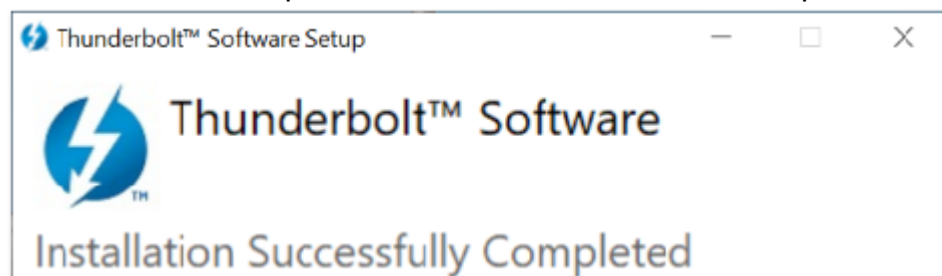 Thunderbolt™ Software Setup
Thunderbolt™ Software
TM
Installation Successfully Completed